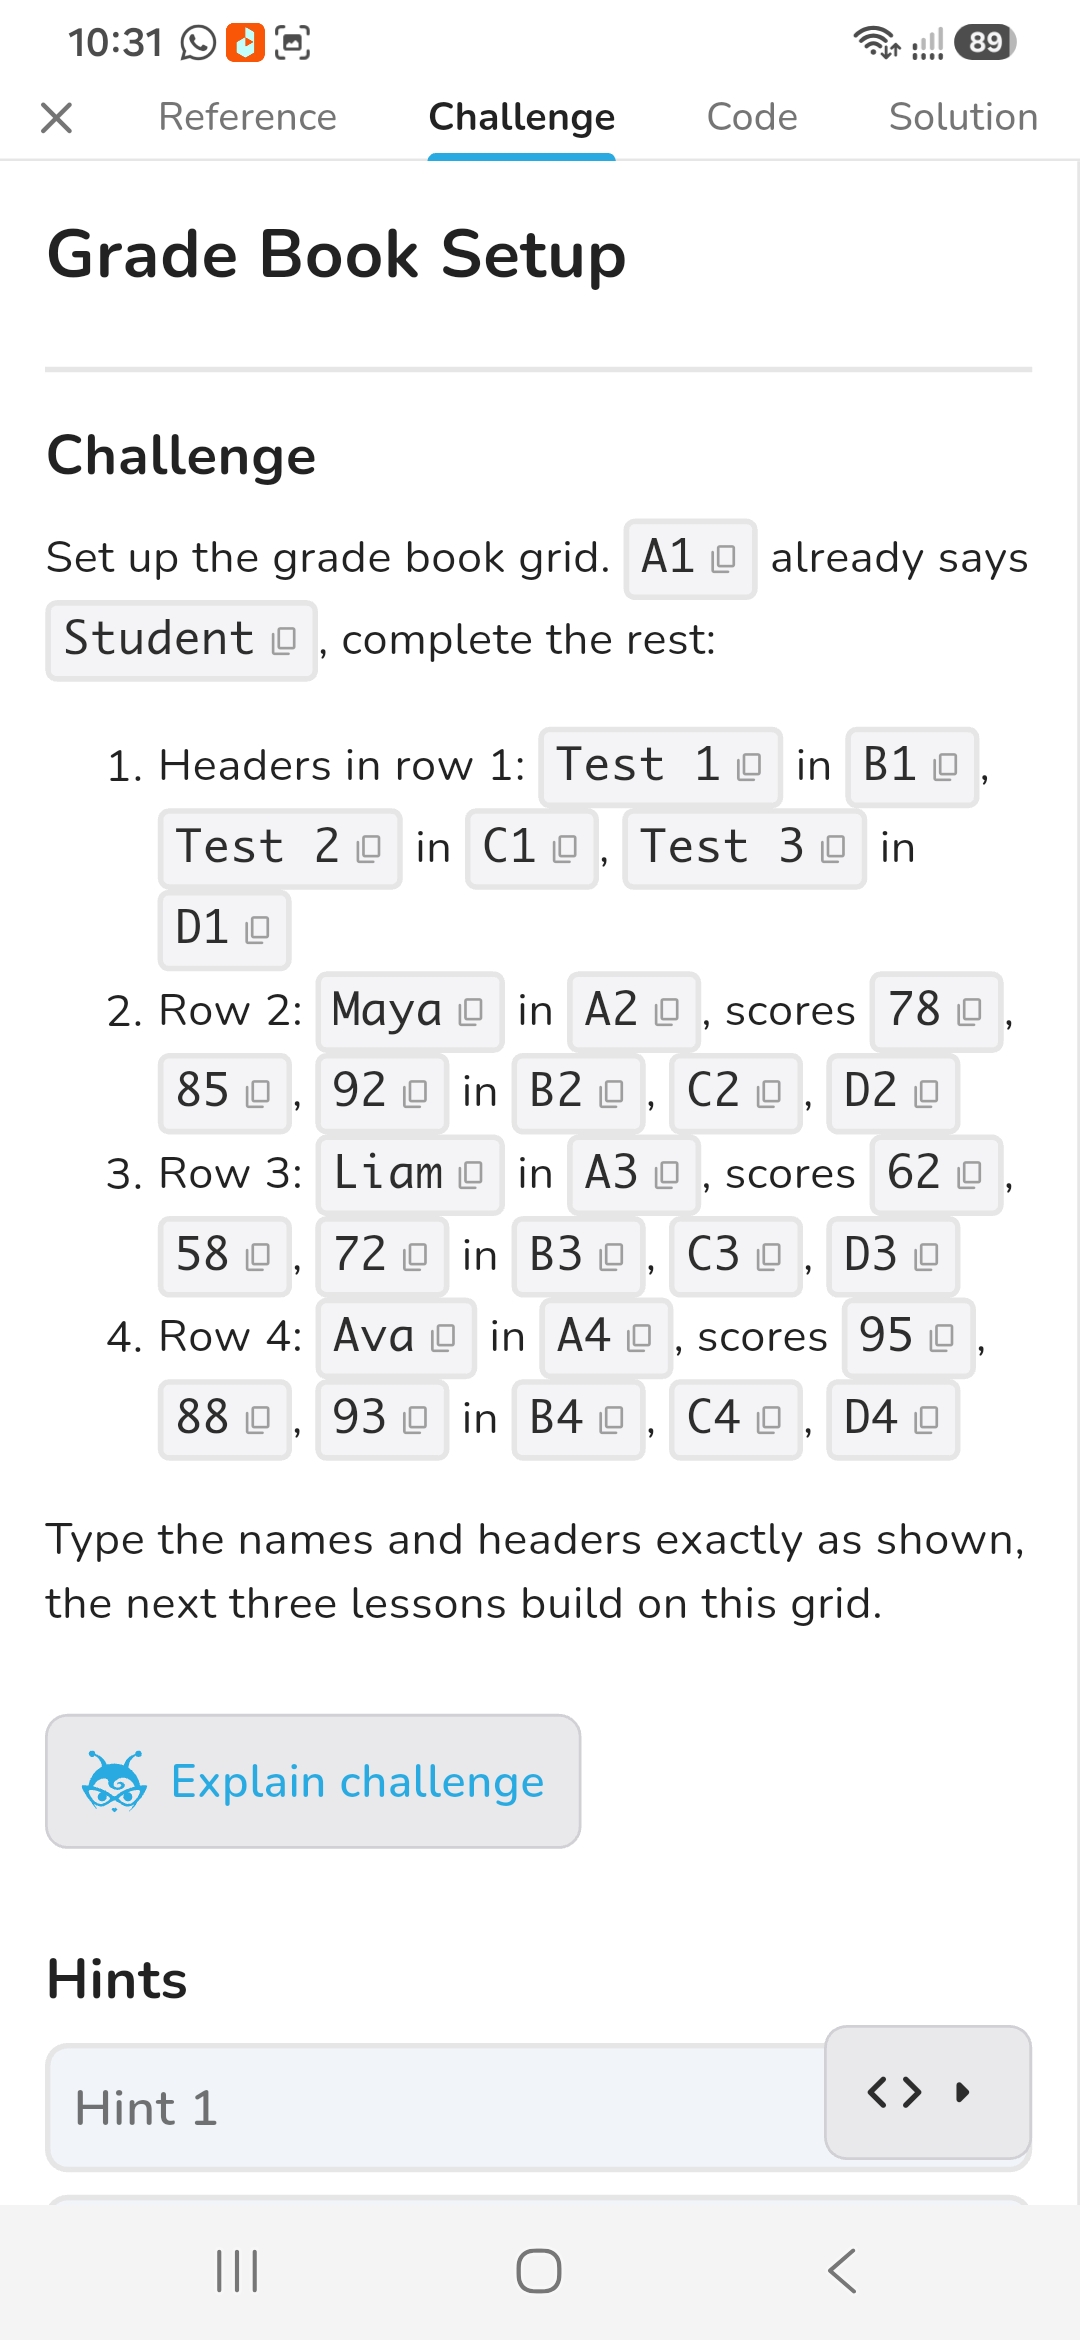 10:31 89
Reference Challenge Code Solution
Grade Book Setup
Challenge
Set up the grade book grid. A1 already says
Student, complete the rest:
1. Headers in row 1: Test 1 in B1,
Test 2 in C1, Test 3 in
D1
2. Row 2: Maya in A2, scores 78,
85, 92 in B2, C2, D2
3. Row 3: Liam in A3, scores 62,
58, 72 in B3, C3, D3
4. Row 4: Ava in A4, scores 95,
88, 93 in B4, C4, D4
Type the names and headers exactly as shown,
the next three lessons build on this grid.
Explain challenge
Hints
Hint 1